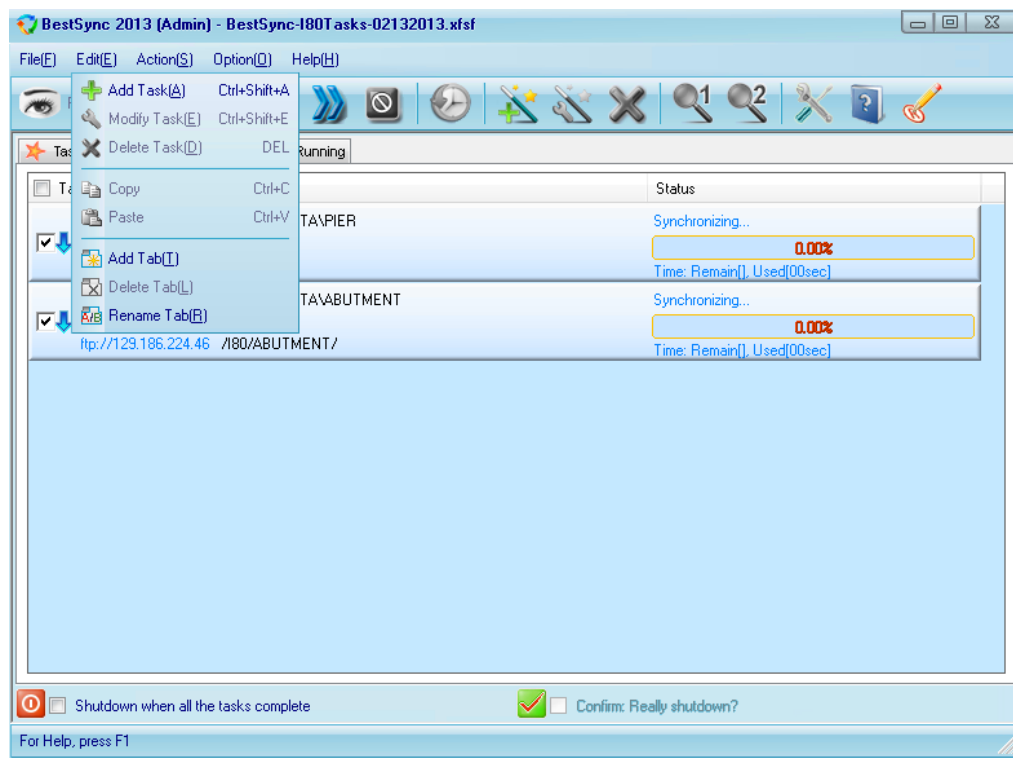 BestSync 2013 (Admin) - BestSync-I80Tasks-02132013.xfsf
File(F) Edit(E) Action(S) Option(O) Help(H)
Add Task(A) Ctrl+Shift+A
Modify Task(E) Ctrl+Shift+E
Delete Task(D) DEL
Copy Ctrl+C
Paste Ctrl+V
Add Tab(T)
Delete Tab(L)
Rename Tab(R)
1 2 ?
Running
Status
TA\PIER
Synchronizing...
0.00%
Time: Remain[], Used[00sec]
TA\ABUTMENT
Synchronizing...
0.00%
ftp://129.186.224.46 /I80/ABUTMENT/
Time: Remain[], Used[00sec]
Shutdown when all the tasks complete
Confirm: Really shutdown?
For Help, press F1